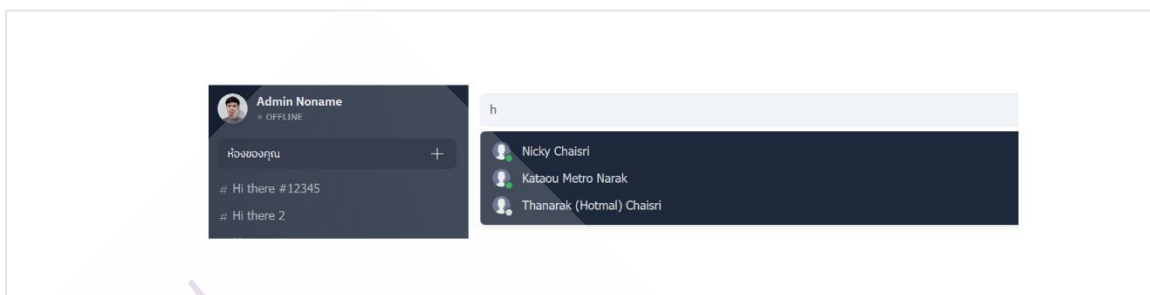 Admin Noname
OFFLINE
ห้องของคุณ
# Hi there #12345
# Hi there 2
h
Nicky Chaisri
Kataou Metro Narak
Thanarak (Hotmal) Chaisri